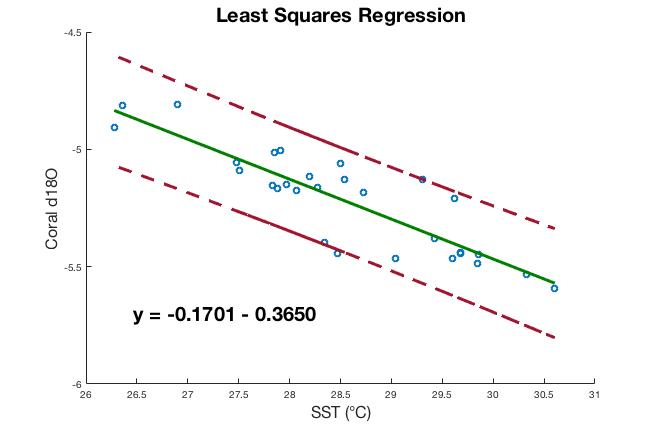 Least Squares Regression
-4.5
-5
-5.5
-6
Coral d18O
y = -0.1701 - 0.3650
26 26.5 27 27.5 28 28.5 29 29.5 30 30.5 31
SST (°C)